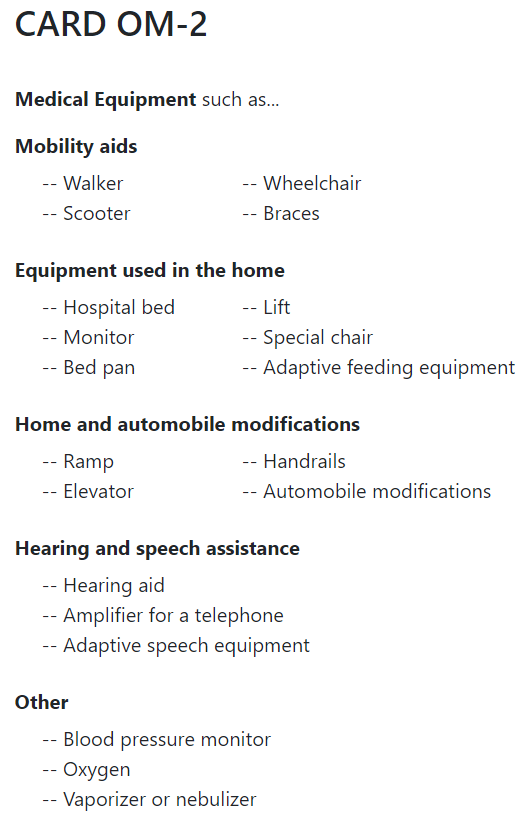 CARD OM-2
Medical Equipment such as...
Mobility aids
-- Walker -- Wheelchair
-- Scooter -- Braces
Equipment used in the home
-- Hospital bed -- Lift
-- Monitor -- Special chair
-- Bed pan -- Adaptive feeding equipment
Home and automobile modifications
-- Ramp -- Handrails
-- Elevator -- Automobile modifications
Hearing and speech assistance
-- Hearing aid
-- Amplifier for a telephone
-- Adaptive speech equipment
Other
-- Blood pressure monitor
-- Oxygen
-- Vaporizer or nebulizer